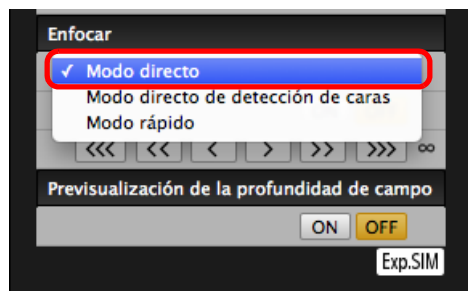 Enfocar
✓ Modo directo
Modo directo de detección de caras
Modo rápido
<<< << < > >> >>> ∞
Previsualización de la profundidad de campo
ON OFF
Exp.SIM